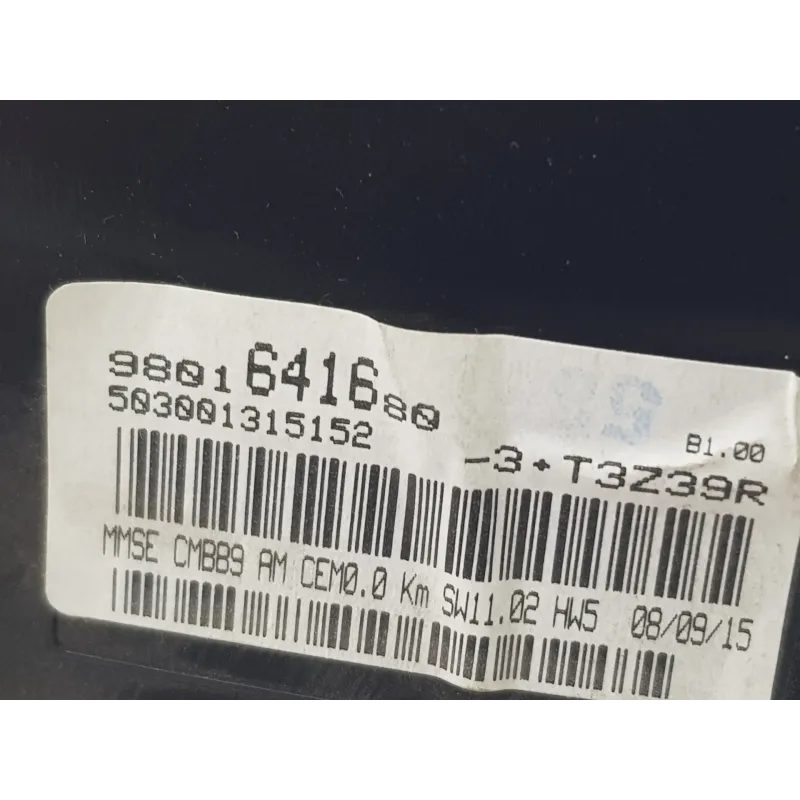 9801641680
503001315152
B1.00
-3+T3Z39R
MMSE CMBB9 AM CEM0.0 Km SW11.02 HW5 08/09/15